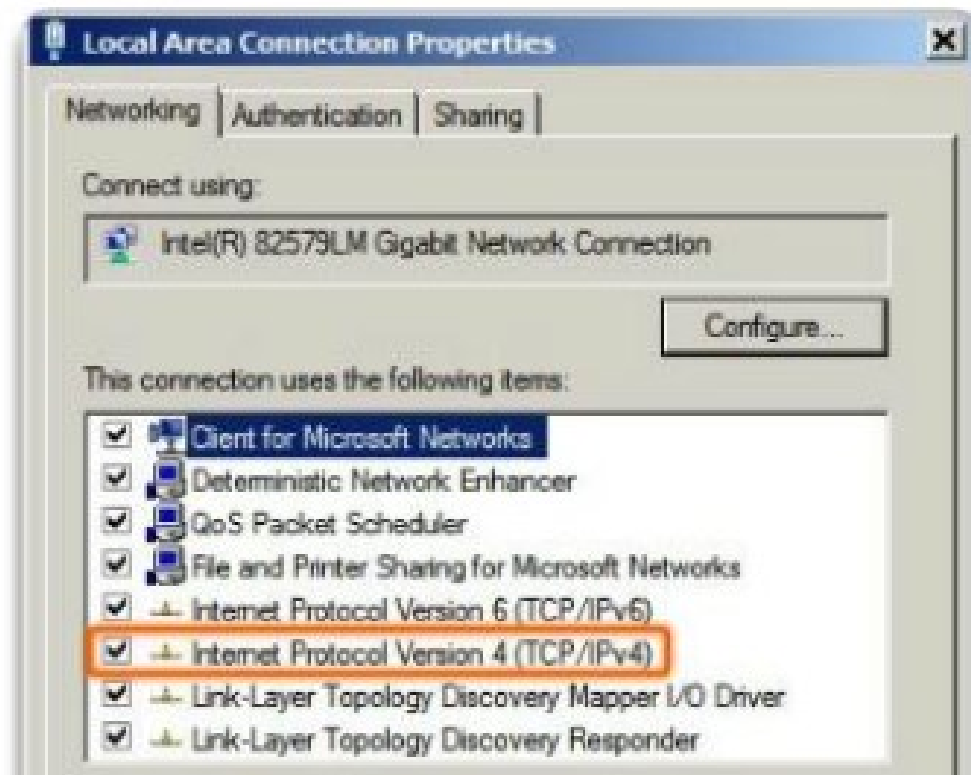 Local Area Connection Properties
Networking
Authentication
Sharing
Connect using:
Intel(R) 82579LM Gigabit Network Connection
Configure...
This connection uses the following items:
Client for Microsoft Networks
Deterministic Network Enhancer
QoS Packet Scheduler
File and Printer Sharing for Microsoft Networks
Internet Protocol Version 6 (TCP/IPv6)
Internet Protocol Version 4 (TCP/IPv4)
Link-Layer Topology Discovery Mapper I/O Driver
Link-Layer Topology Discovery Responder